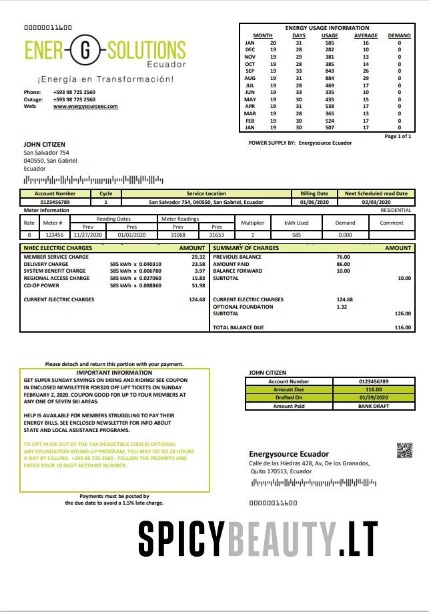 00000011600
ENER-G-SOLUTIONS
Ecuador
¡Energía en Transformación!
Phone: +593 98 725 2560
Outage: +593 98 725 2560
Web: www.energysourceec.com
ENERGY USAGE INFORMATION
MONTH DAYS USAGE AVERAGE DEMAND
JAN 20 31 585 16 0
DEC 19 28 282 10 0
NOV 19 29 381 13 0
OCT 19 28 385 14 0
SEP 19 33 843 26 0
AUG 19 31 884 29 0
JUL 19 28 469 17 0
JUN 19 33 335 10 0
MAY 19 30 435 15 0
APR 19 31 538 17 0
MAR 19 28 365 13 0
FEB 19 30 524 17 0
JAN 19 30 507 17 0
Page 1 of 1
POWER SUPPLY BY: Energysource Ecuador
JOHN CITIZEN
San Salvador 754
040550, San Gabriel
Ecuador
Account Number Cycle Service Location Billing Date Next Scheduled read Date
0123456789 1 San Salvador 754, 040550, San Gabriel, Ecuador 01/06/2020 02/03/2020
Meter Information RESIDENTIAL
Rate Meter # Reading Dates Meter Readings Multiplier kWh Used Demand Comment
Prev Pres Prev Pres
B 123456 11/27/2020 01/02/2020 31068 31653 1 585 0.000
NHEC ELECTRIC CHARGES AMOUNT
MEMBER SERVICE CHARGE 29.32
DELIVERY CHARGE 585 kWh x 0.040310 23.58
SYSTEM BENEFIT CHARGE 585 kWh x 0.006780 3.97
REGIONAL ACCESS CHARGE 585 kWh x 0.027060 15.83
CO-OP POWER 585 kWh x 0.088860 51.98
CURRENT ELECTRIC CHARGES 124.68
SUMMARY OF CHARGES AMOUNT
PREVIOUS BALANCE 76.00
AMOUNT PAID 86.00
BALANCE FORWARD 10.00
SUBTOTAL 10.00
CURRENT ELECTRIC CHARGES 124.68
OPTIONAL FOUNDATION 1.32
SUBTOTAL 126.00
TOTAL BALANCE DUE 116.00
Please detach and return this portion with your payment.
IMPORTANT INFORMATION
GET SUPER SUNDAY SAVINGS ON SKIING AND RIDING! SEE COUPON
IN ENCLOSED NEWSLETTER FOR$20 OFF LIFT TICKETS ON SUNDAY
FEBRUARY 2, 2020. COUPON GOOD FOR UP TO FOUR MEMBERS AT
ANY ONE OF SEVEN SKI AREAS
HELP IS AVAILABLE FOR MEMBERS STRUGGLING TO PAY THEIR
ENERGY BILLS. SEE ENCLOSED NEWSLETTER FOR INFO ABOUT
STATE AND LOCAL ASSISTANCE PROGRAMS.
TO OPT IN OR OUT OF THE TAX DEDUCTIBLE
OPTIONAL
FOUNDATION ROUND-UP PROGRAM, YOU MAY DO SO 24 HOURS
A DAY BY CALLING +593 98 725 2560, FOLLOW THE PROMPTS AND
ENTER YOUR 10 DIGIT ACCOUNT NUMBER.
Payments must be posted by
the due date to avoid a 1.5% late charge.
JOHN CITIZEN
Account Number 0123456789
Amount Due 116.00
Drafted On 01/29/2020
Amount Paid BANK DRAFT
Energysource Ecuador
Calle de las Hiedras 428, Av, De los Granados,
Quito 170513, Ecuador
00000011600
SPICYBEAUTY.LT